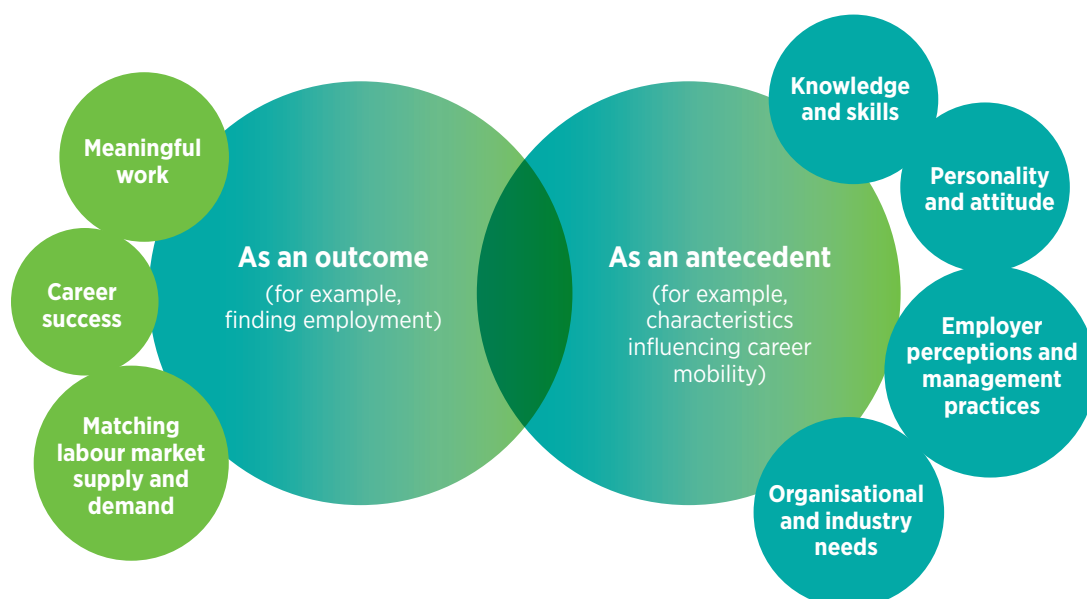 Meaningful
work
Career
success
Matching
labour market
supply and
demand
As an outcome
(for example,
finding employment)
As an antecedent
(for example,
characteristics
influencing career
mobility)
Knowledge
and skills
Personality
and attitude
Employer
perceptions and
management
practices
Organisational
and industry
needs